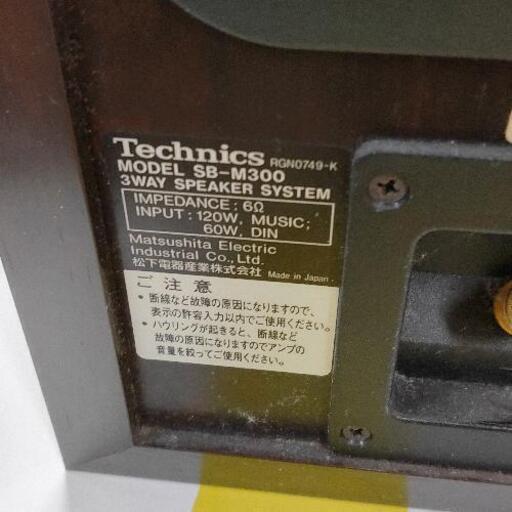 Technics RGN0749-K
MODEL SB-M300
3WAY SPEAKER SYSTEM
IMPEDANCE: 6Ω
INPUT: 120W, MUSIC;
60W, DIN
Matsushita Electric
Industrial Co., Ltd.
松下電器産業株式会社 Made in Japan
ご注意
• 断線など故障の原因になりますので、
表示の許容入力以内でご使用ください。
• ハウリングが起きると、断線など
故障の原因になりますのでアンプの
音量を絞ってご使用ください。